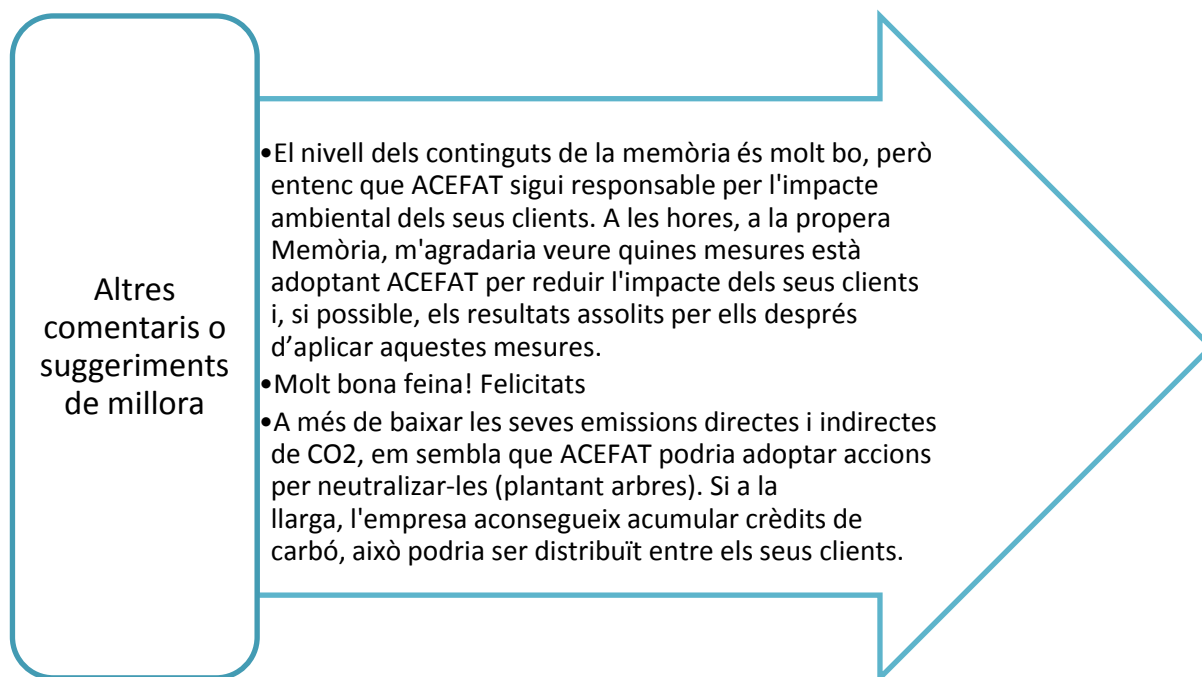 Altres
comentaris o
suggeriments
de millora
•El nivell dels continguts de la memòria és molt bo, però
entenc que ACEFAT sigui responsable per l'impacte
ambiental dels seus clients. A les hores, a la propera
Memòria, m'agradaria veure quines mesures està
adoptant ACEFAT per reduir l'impacte dels seus clients
i, si possible, els resultats assolits per ells després
d’aplicar aquestes mesures.
•Molt bona feina! Felicitats
•A més de baixar les seves emissions directes i indirectes
de CO2, em sembla que ACEFAT podria adoptar accions
per neutralizar-les (plantant arbres). Si a la
llarga, l'empresa aconsegueix acumular crèdits de
carbó, això podria ser distribuït entre els seus clients.